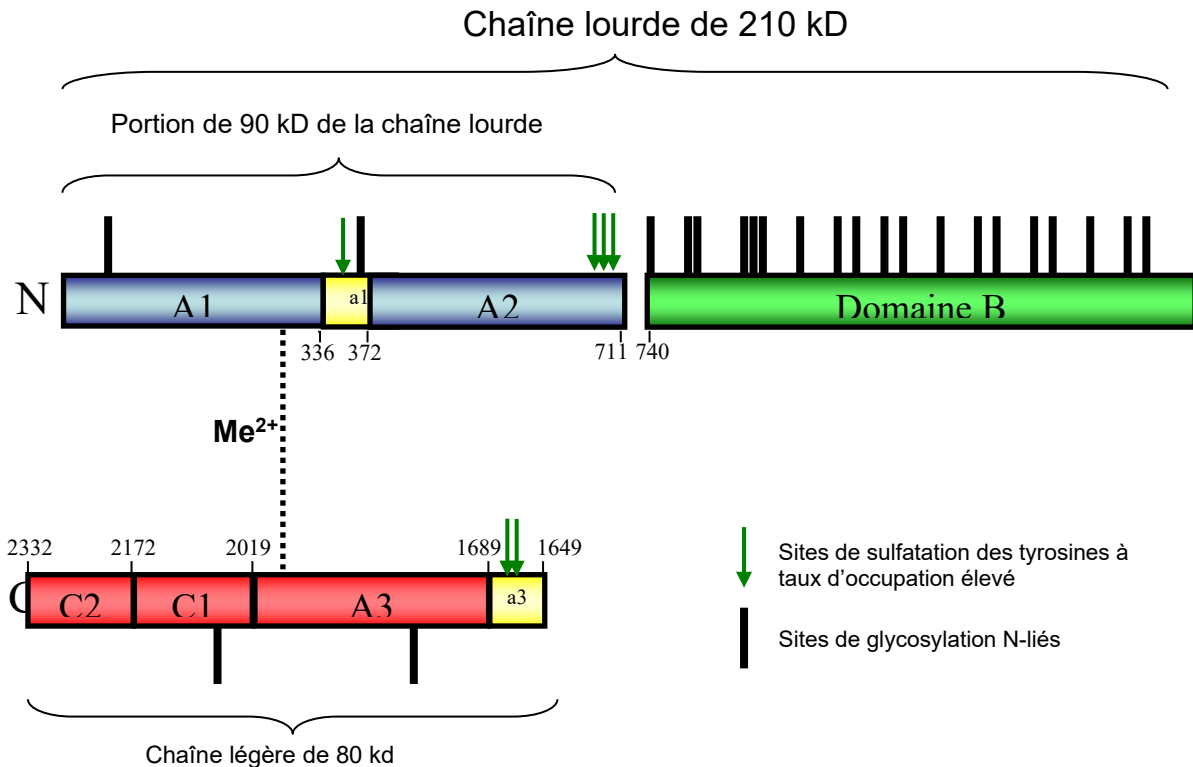 Chaîne lourde de 210 kD
Portion de 90 kD de la chaîne lourde
N
A1
a1
A2
Domaine B
336
372
711
740
Me2+
2332
2172
2019
1689
1649
C2
C1
A3
a3
Sites de sulfatation des tyrosines à
taux d'occupation élevé
Sites de glycosylation N-liés
Chaîne légère de 80 kd